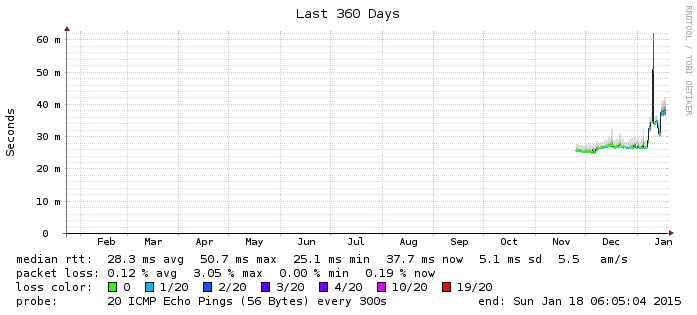 Last 360 Days
RRDTOOL / TOBI OETIKER
Seconds
60 m
50 m
40 m
30 m
20 m
10 m
0
Feb Mar Apr May Jun Jul Aug Sep Oct Nov Dec Jan
median rtt: 28.3 ms avg 50.7 ms max 25.1 ms min 37.7 ms now 5.1 ms sd 5.5 am/s
packet loss: 0.12 % avg 3.05 % max 0.00 % min 0.19 % now
loss color: 0 1/20 2/20 3/20 4/20 10/20 19/20
probe: 20 ICMP Echo Pings (56 Bytes) every 300s end: Sun Jan 18 06:05:04 2015